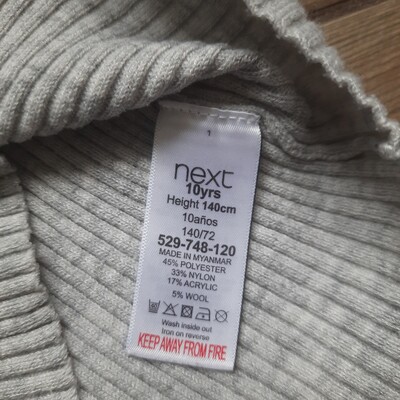 1
next
10yrs
Height 140cm
10años
140/72
529-748-120
MADE IN MYANMAR
45% POLYESTER
33% NYLON
17% ACRYLIC
5% WOOL
Wash inside out
Iron on reverse
KEEP AWAY FROM FIRE